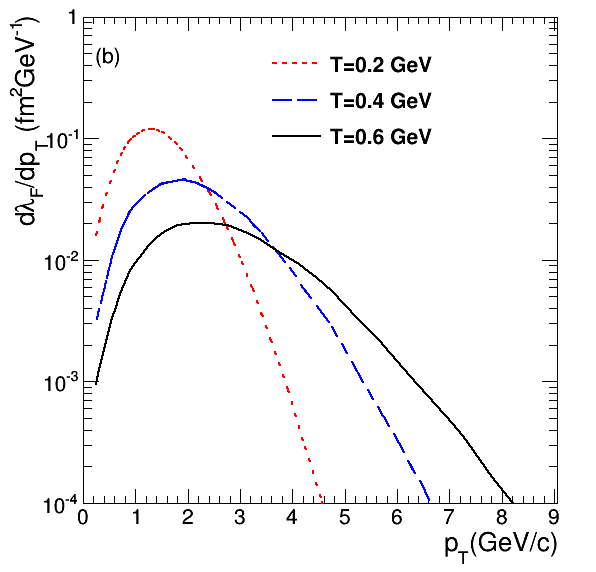 (b)
T=0.2 GeV
T=0.4 GeV
T=0.6 GeV
dλF/dpT (fm²GeV⁻¹)
1
10⁻¹
10⁻²
10⁻³
10⁻⁴
0 1 2 3 4 5 6 7 8 9
pT(GeV/c)